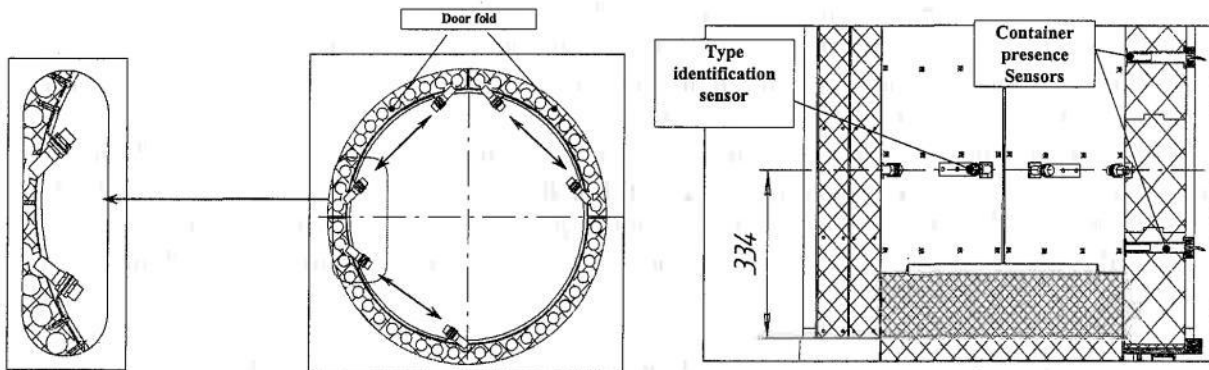 Door fold
Type
identification
sensor
Container
presence
Sensors
334